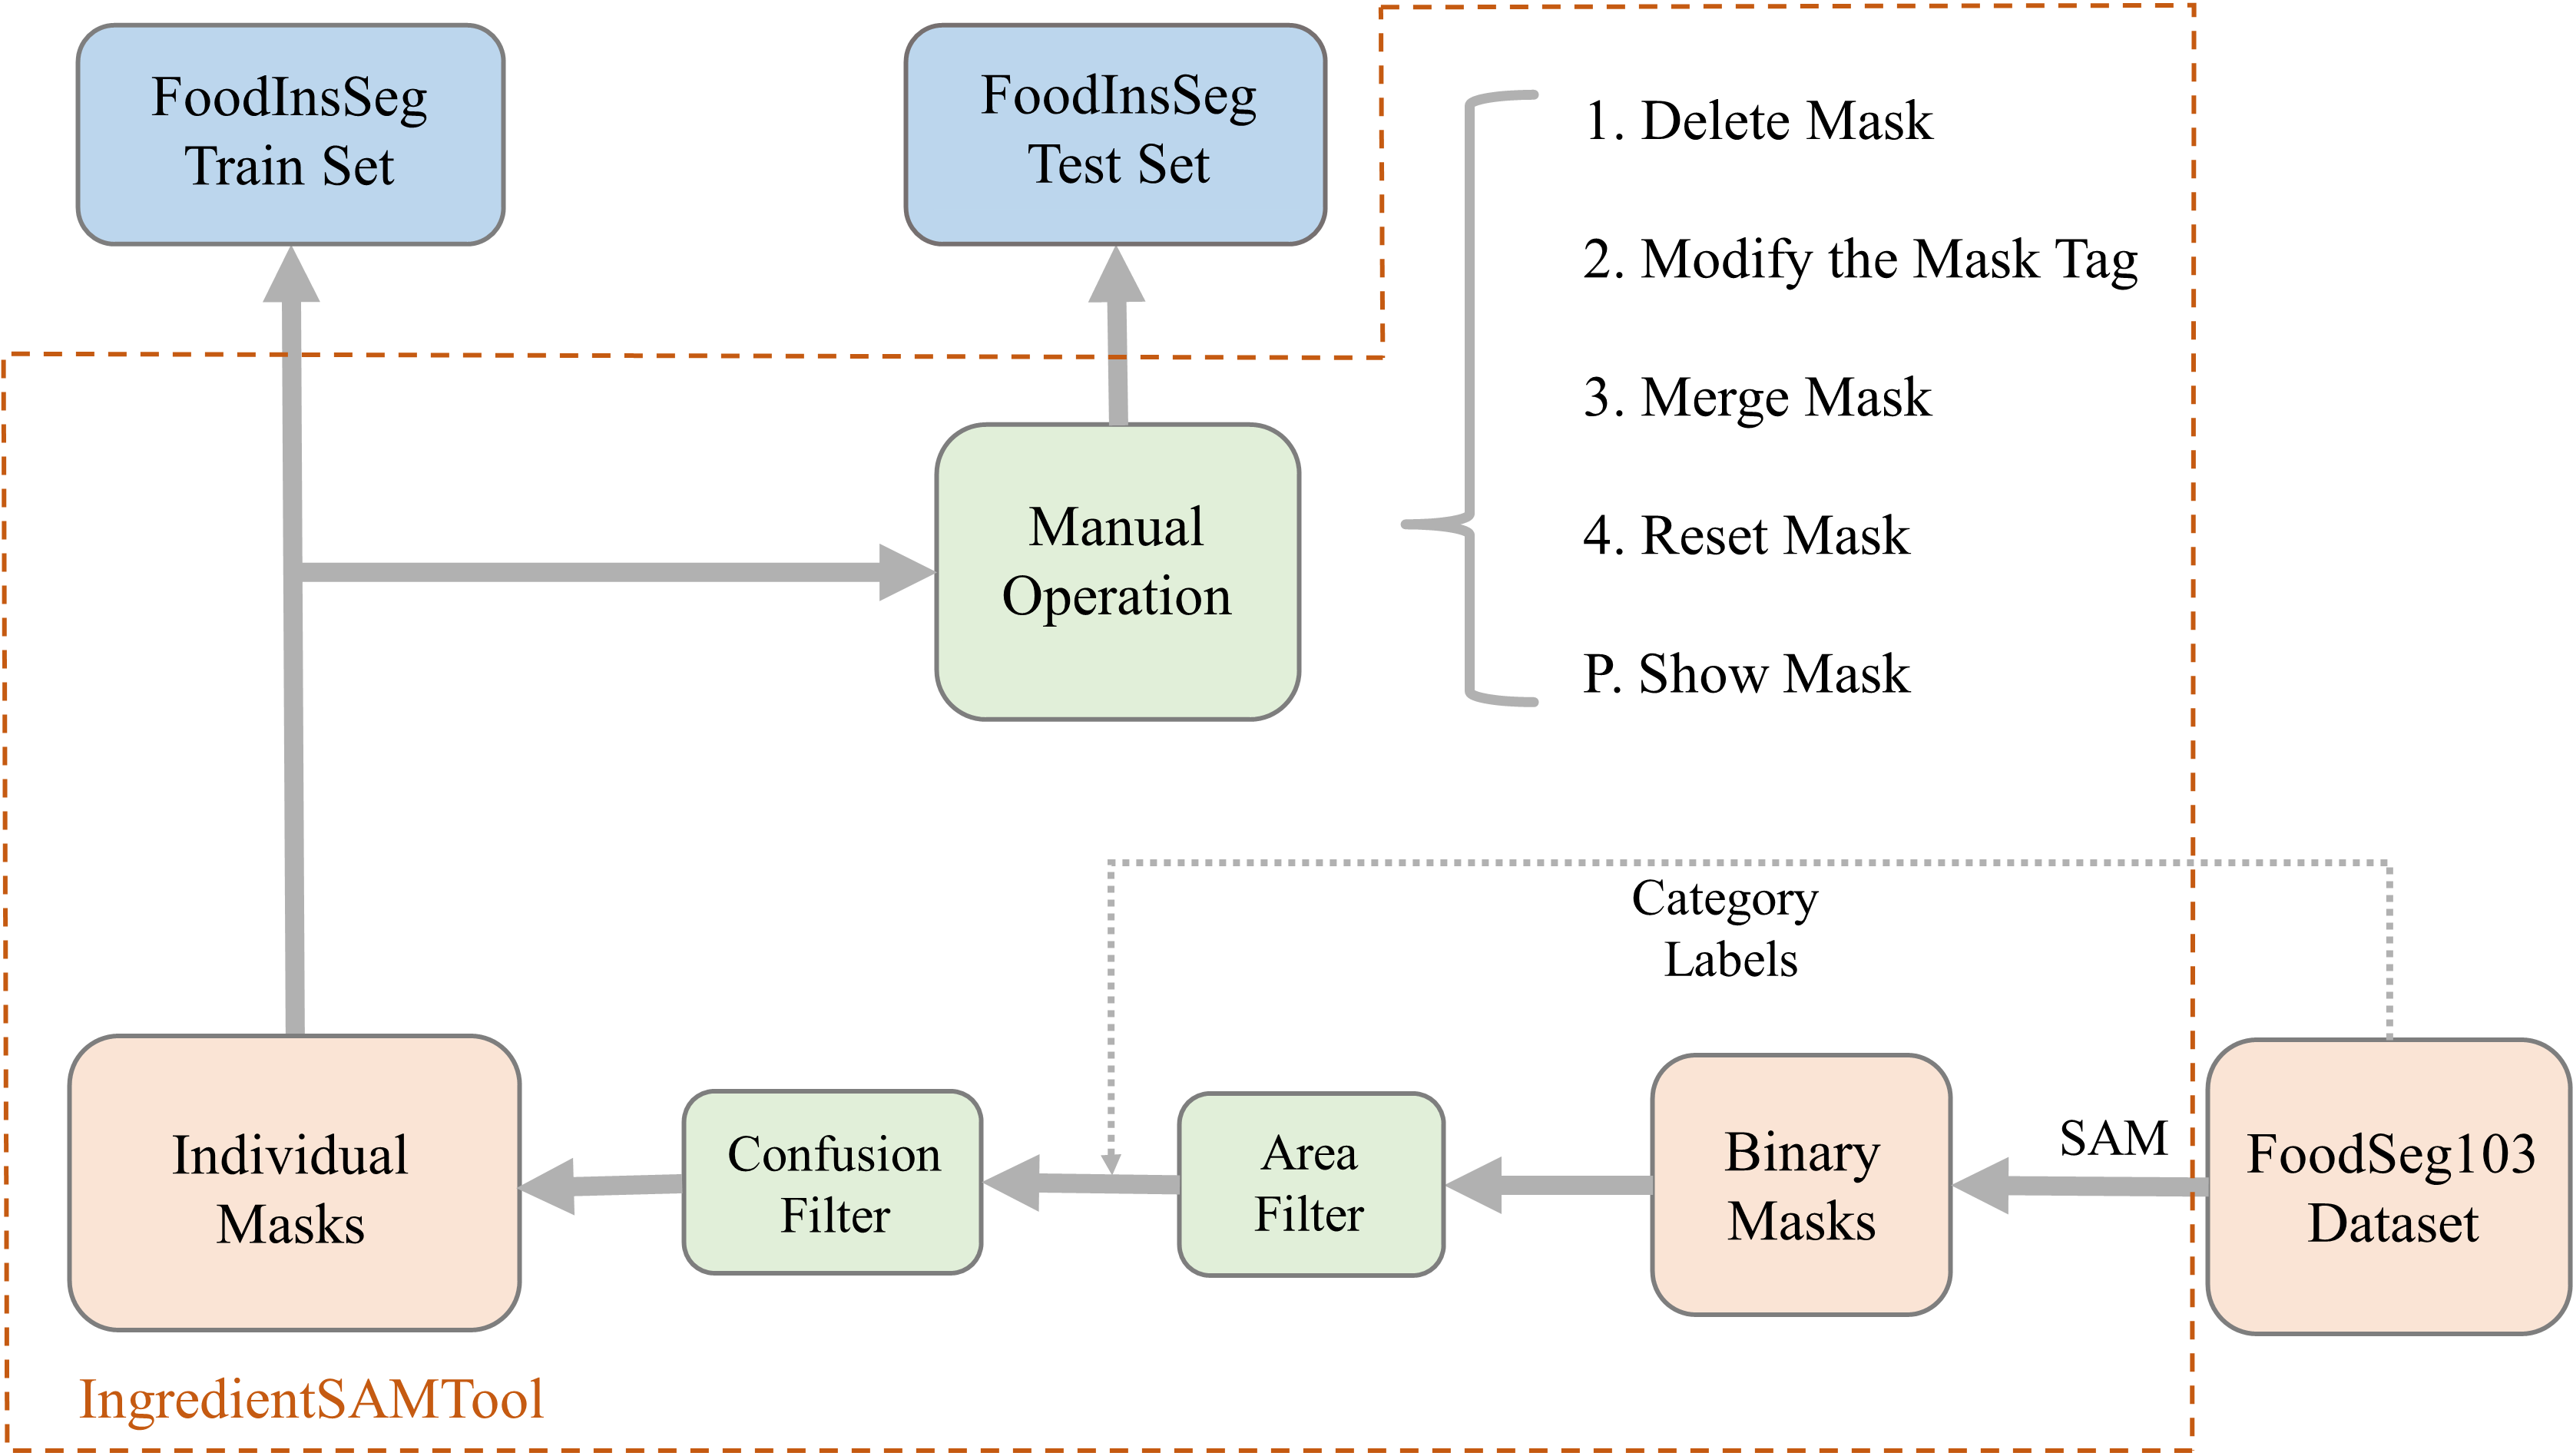 FoodInsSeg
Train Set
FoodInsSeg
Test Set
1. Delete Mask
2. Modify the Mask Tag
3. Merge Mask
4. Reset Mask
P. Show Mask
Manual
Operation
Category
Labels
Individual
Masks
Confusion
Filter
Area
Filter
Binary
Masks
SAM
FoodSeg103
Dataset
IngredientSAMTool